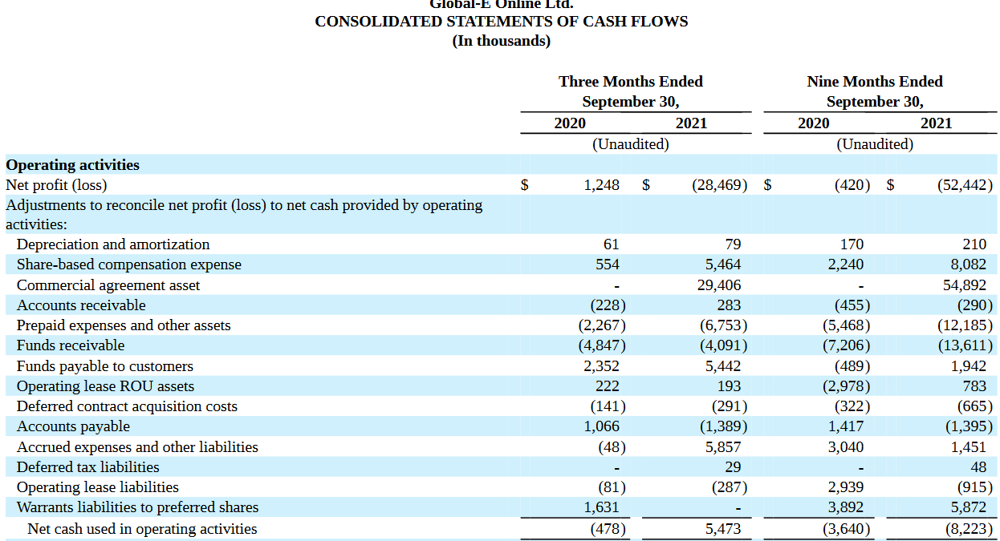 Global-E Online Ltd.
CONSOLIDATED STATEMENTS OF CASH FLOWS
(In thousands)
Three Months Ended Nine Months Ended
September 30, September 30,
2020 2021 2020 2021
(Unaudited) (Unaudited)
Operating activities
Net profit (loss) $ 1,248 $ (28,469) $ (420) $ (52,442)
Adjustments to reconcile net profit (loss) to net cash provided by operating
activities:
Depreciation and amortization 61 79 170 210
Share-based compensation expense 554 5,464 2,240 8,082
Commercial agreement asset - 29,406 - 54,892
Accounts receivable (228) 283 (455) (290)
Prepaid expenses and other assets (2,267) (6,753) (5,468) (12,185)
Funds receivable (4,847) (4,091) (7,206) (13,611)
Funds payable to customers 2,352 5,442 (489) 1,942
Operating lease ROU assets 222 193 (2,978) 783
Deferred contract acquisition costs (141) (291) (322) (665)
Accounts payable 1,066 (1,389) 1,417 (1,395)
Accrued expenses and other liabilities (48) 5,857 3,040 1,451
Deferred tax liabilities - 29 - 48
Operating lease liabilities (81) (287) 2,939 (915)
Warrants liabilities to preferred shares 1,631 - 3,892 5,872
Net cash used in operating activities (478) 5,473 (3,640) (8,223)